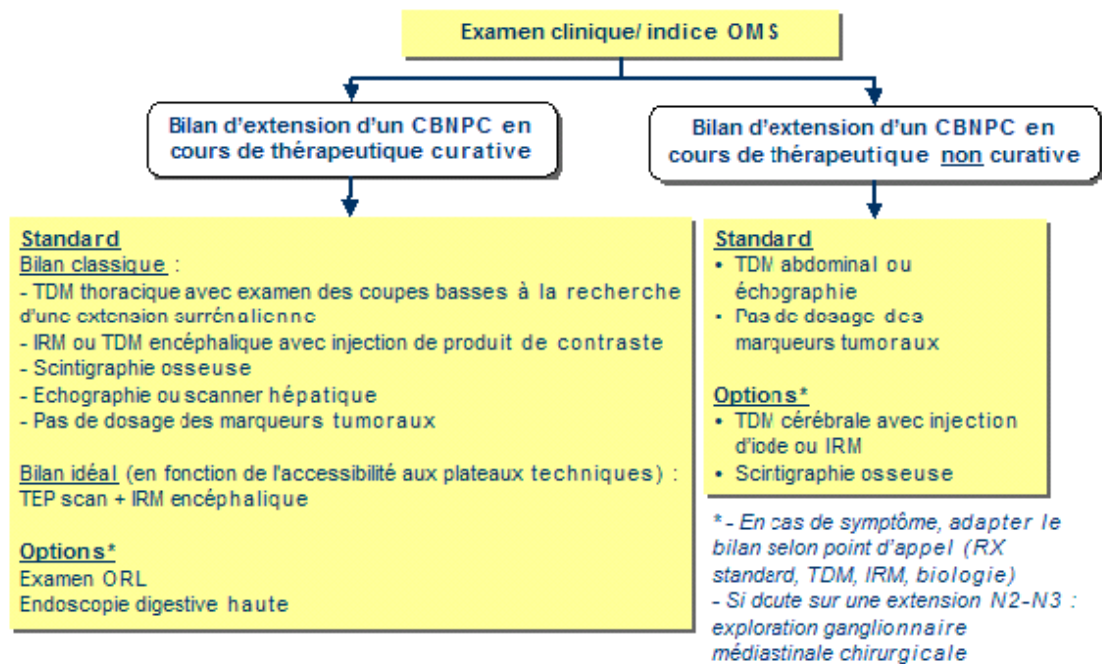 Examen clinique/ indice OMS
Bilan d'extension d'un CBNPC en
cours de thérapeutique curative
Bilan d'extension d'un CBNPC en
cours de thérapeutique non curative
Standard
Bilan classique :
- TDM thoracique avec examen des coupes basses à la recherche
d'une extension surrénalienne
- IRM ou TDM encéphalique avec injection de produit de contraste
- Scintigraphie osseuse
- Echographie ou scanner hépatique
- Pas de dosage des marqueurs tumoraux
Bilan idéal (en fonction de l'accessibilité aux plateaux techniques) :
TEP scan + IRM encéphalique
Options*
Examen ORL
Endoscopie digestive haute
Standard
• TDM abdominal ou
échographie
• Pas de dosage des
marqueurs tumoraux
Options*
• TDM cérébrale avec injection
d'iode ou IRM
• Scintigraphie osseuse
* - En cas de symptôme, adapter le
bilan selon point d'appel (RX
standard, TDM, IRM, biologie)
- Si doute sur une extension N2-N3 :
exploration ganglionnaire
médiastinale chirurgicale